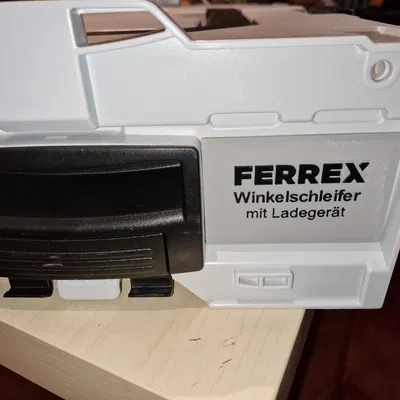 FERREX
Winkelschleifer
mit Ladegerät